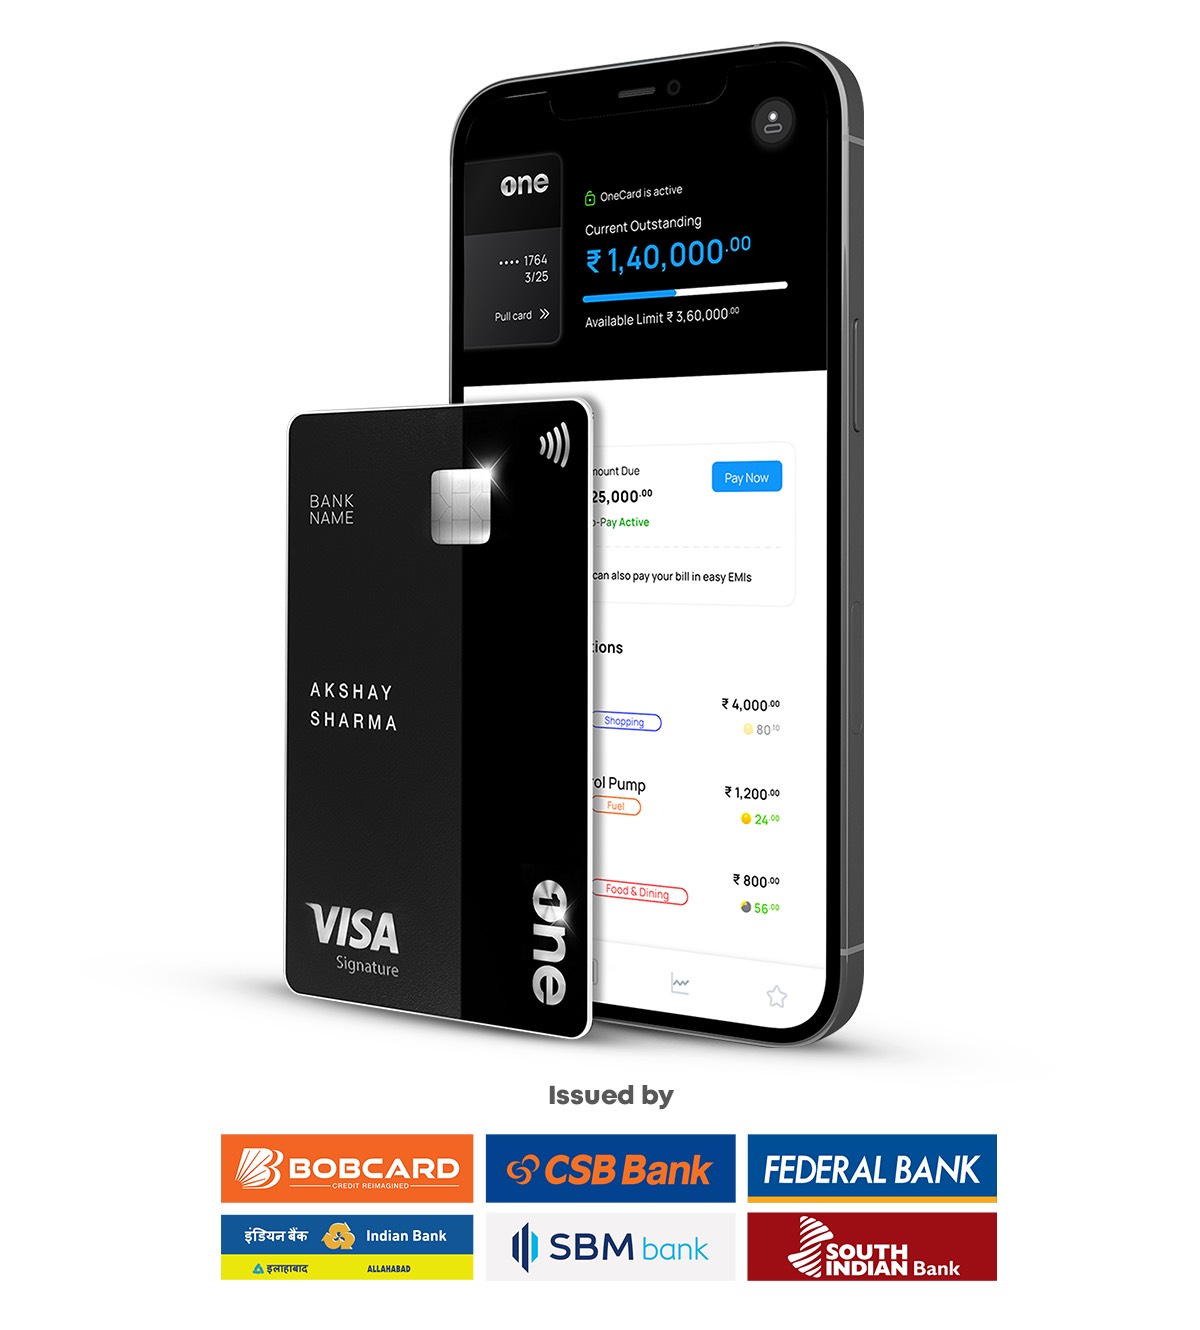 one
OneCard is active
Current Outstanding
₹ 1,40,000.00
Available Limit ₹ 3,60,000.00
•••• 1764
3/25
Pull card >>
mount Due
25,000.00
o-Pay Active
Pay Now
can also pay your bill in easy EMIs
tions
Shopping
₹ 4,000.00
80.10
rol Pump
Fuel
₹ 1,200.00
24.00
Food & Dining
₹ 800.00
56.00
BANK
NAME
AKSHAY
SHARMA
VISA
Signature
one
Issued by
BOBCARD
CREDIT REIMAGINED
CSB Bank
FEDERAL BANK
इंडियन बैंक Indian Bank
इलाहाबाद ALLAHABAD
SBM bank
SOUTH
INDIAN Bank